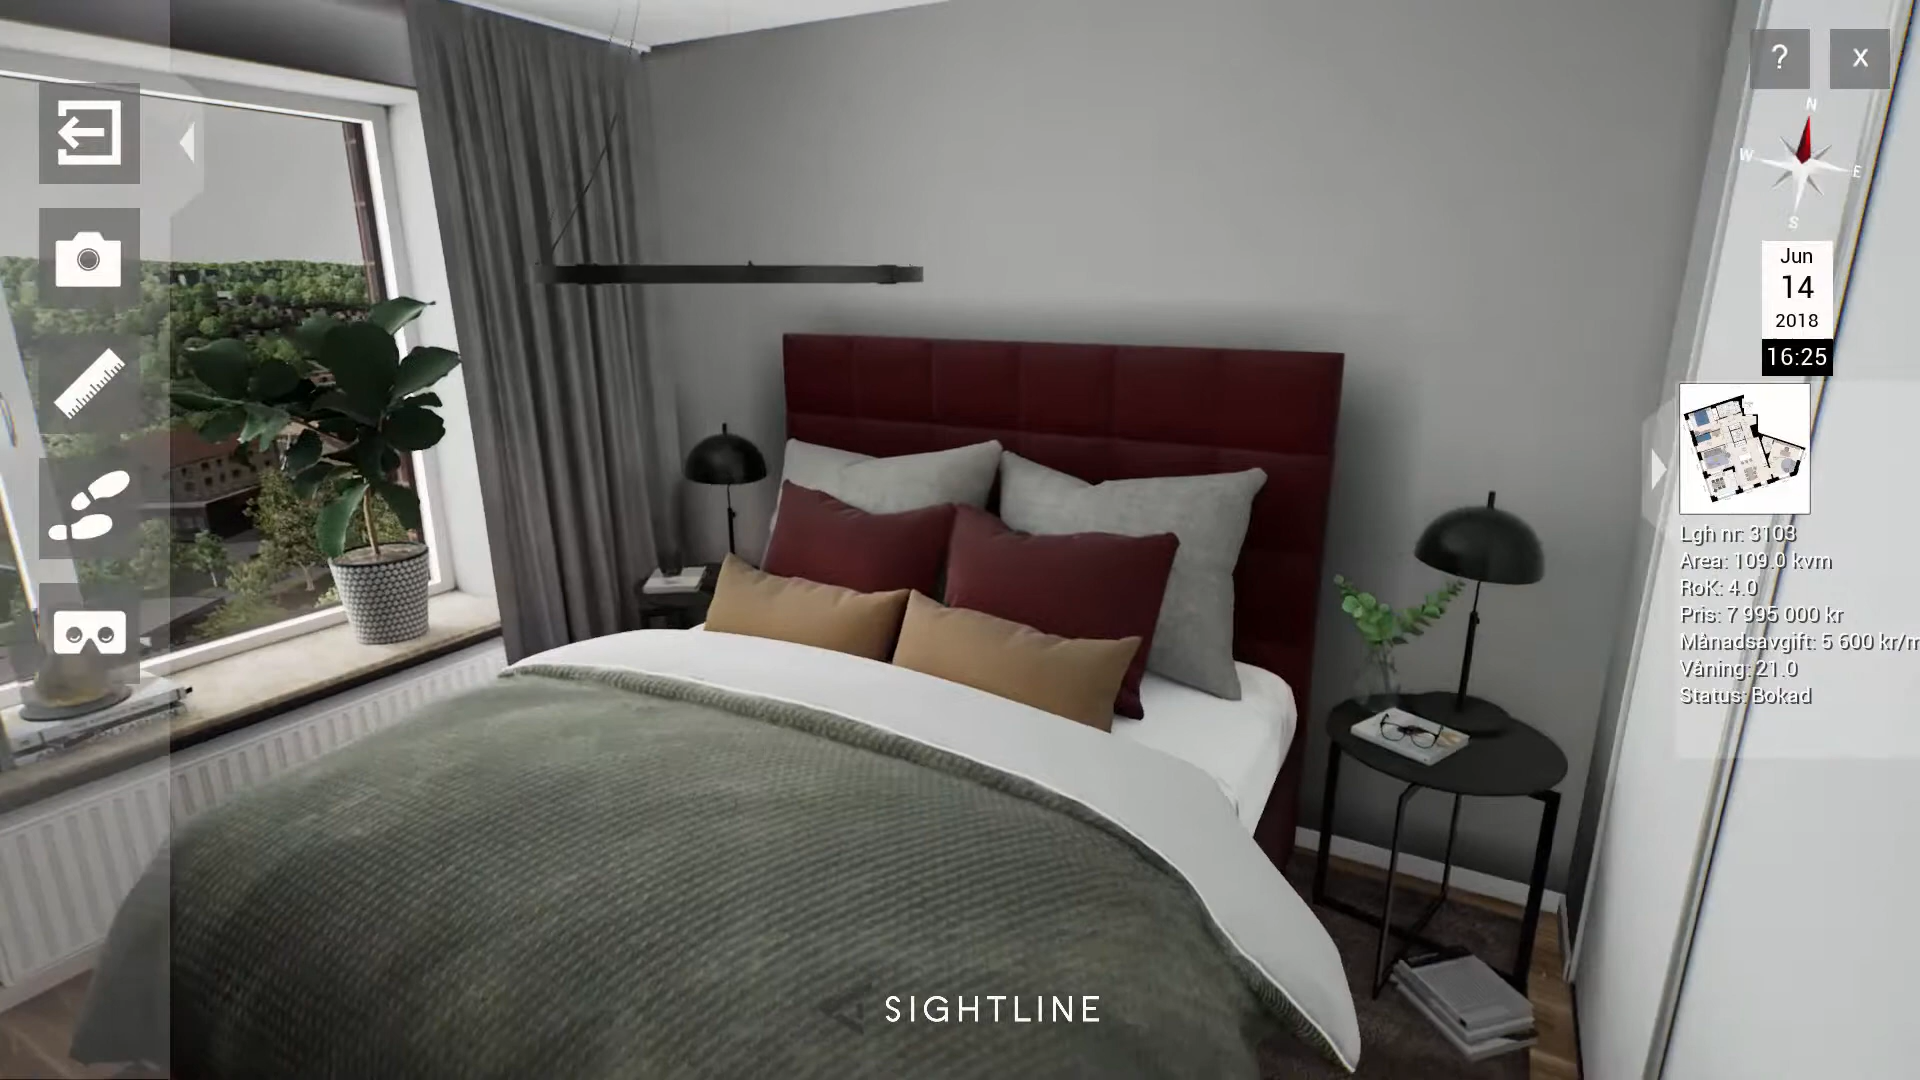 ?
X
N
W
E
S
Jun
14
2018
16:25
Lgh nr: 3103
Area: 109.0 kvm
RoK: 4.0
Pris: 7 995 000 kr
Månadsavgift: 5 600 kr/m
Våning: 21.0
Status: Bokad
SIGHTLINE